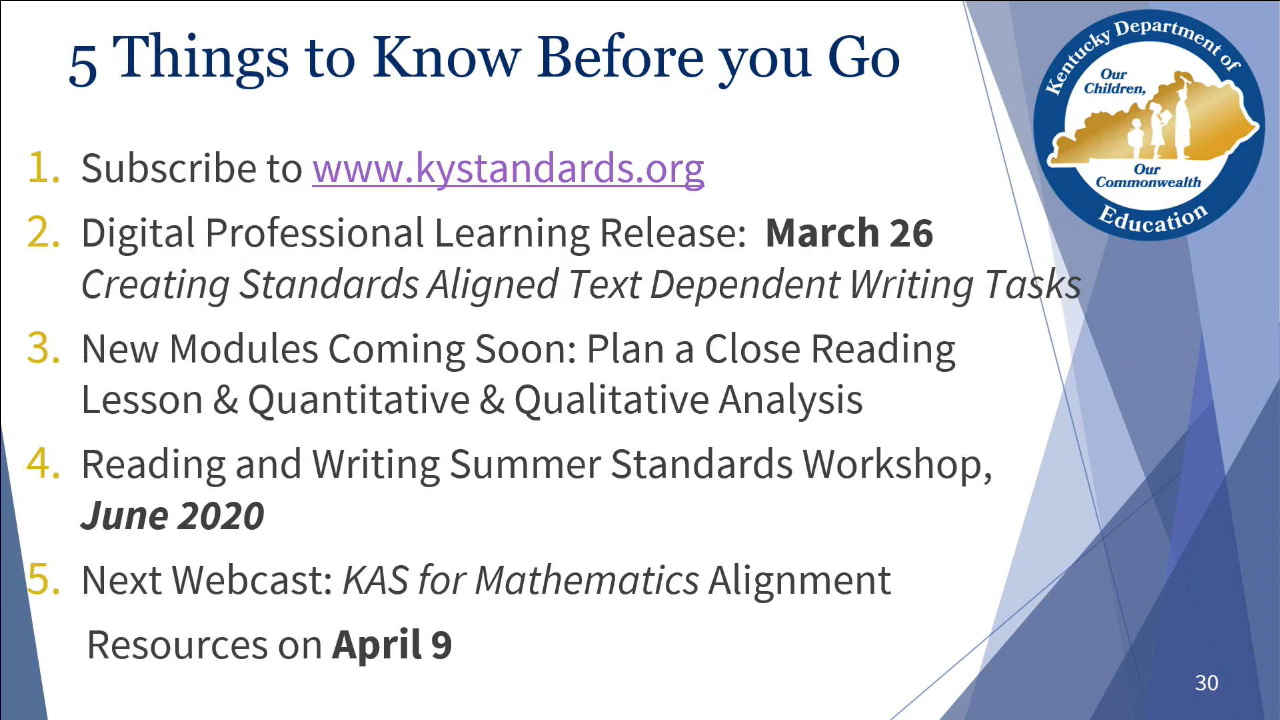 5 Things to Know Before you Go
Kentucky Department of
Our
Children,
Our
Commonwealth
Education
1. Subscribe to www.kystandards.org
2. Digital Professional Learning Release: March 26
Creating Standards Aligned Text Dependent Writing Tasks
3. New Modules Coming Soon: Plan a Close Reading
Lesson & Quantitative & Qualitative Analysis
4. Reading and Writing Summer Standards Workshop,
June 2020
5. Next Webcast: KAS for Mathematics Alignment
Resources on April 9
30